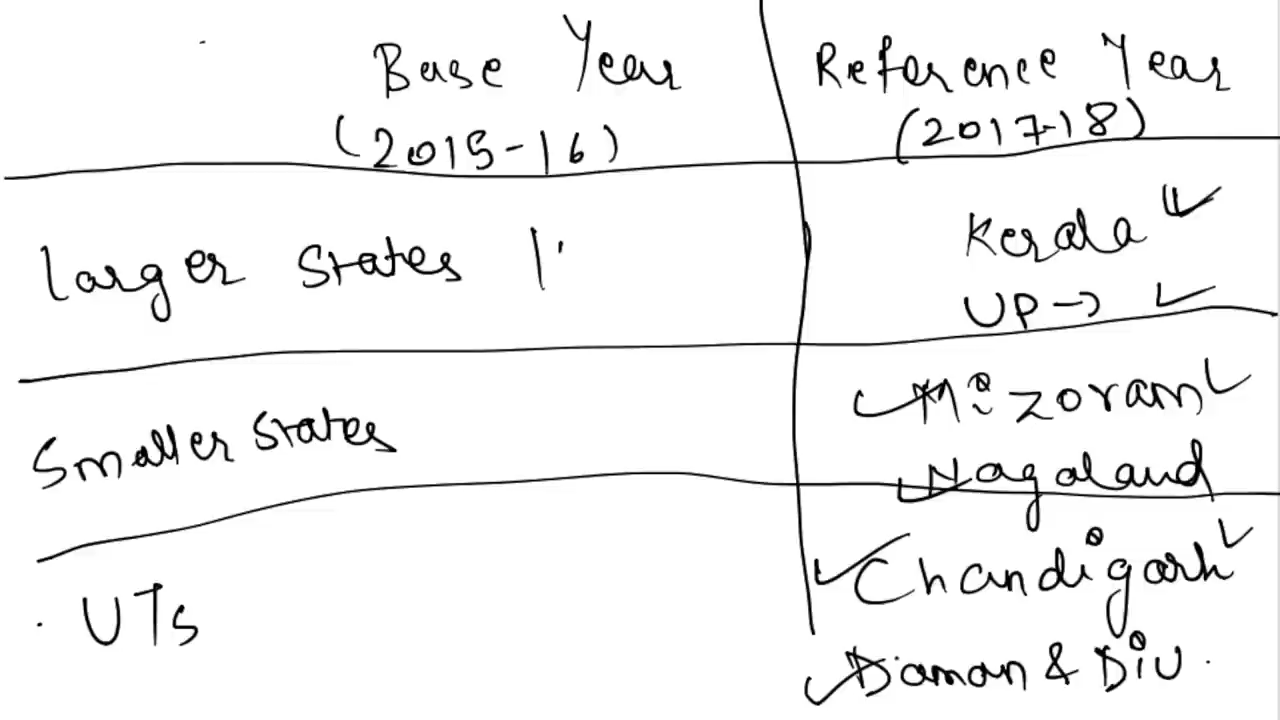 Base Year
Reference Year
(2015-16)
(2017-18)
Larger States
Kerala
UP →
Smaller States
Mizoram
Nagaland
UTs
Chandigarh
Daman & Diu